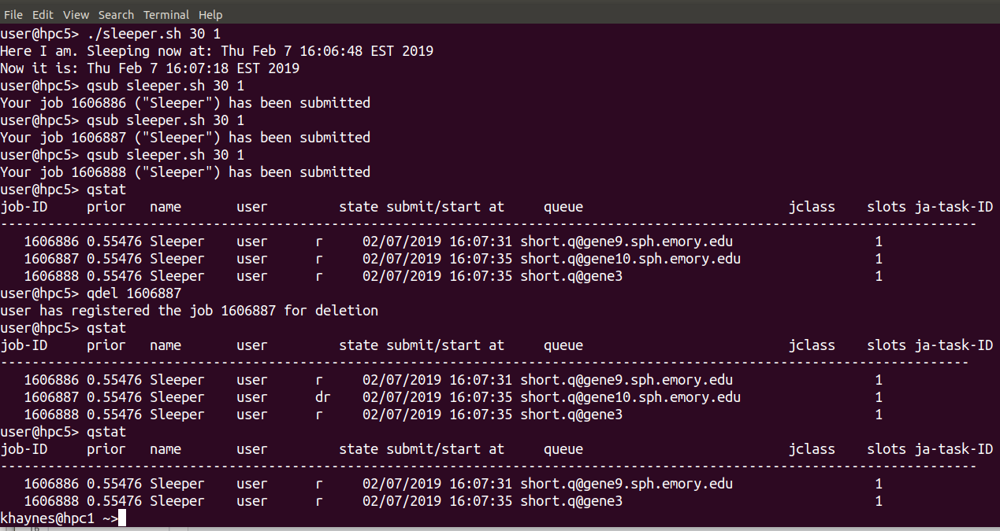 File Edit View Search Terminal Help
user@hpc5> ./sleeper.sh 30 1
Here I am. Sleeping now at: Thu Feb 7 16:06:48 EST 2019
Now it is: Thu Feb 7 16:07:18 EST 2019
user@hpc5> qsub sleeper.sh 30 1
Your job 1606886 ("Sleeper") has been submitted
user@hpc5> qsub sleeper.sh 30 1
Your job 1606887 ("Sleeper") has been submitted
user@hpc5> qsub sleeper.sh 30 1
Your job 1606888 ("Sleeper") has been submitted
user@hpc5> qstat
job-ID     prior   name       user         state submit/start at     queue                          jclass    slots ja-task-ID
----------------------------------------------------------------------------------------------------------------------------
   1606886 0.55476 Sleeper    user      r     02/07/2019 16:07:31 short.q@gene9.sph.emory.edu                  1
   1606887 0.55476 Sleeper    user      r     02/07/2019 16:07:35 short.q@gene10.sph.emory.edu                 1
   1606888 0.55476 Sleeper    user      r     02/07/2019 16:07:35 short.q@gene3                                1
user@hpc5> qdel 1606887
user has registered the job 1606887 for deletion
user@hpc5> qstat
job-ID     prior   name       user         state submit/start at     queue                          jclass    slots ja-task-ID
---------------------------------------------------------------------------------------------------------------------------
   1606886 0.55476 Sleeper    user      r     02/07/2019 16:07:31 short.q@gene9.sph.emory.edu                  1
   1606887 0.55476 Sleeper    user      dr    02/07/2019 16:07:35 short.q@gene10.sph.emory.edu                 1
   1606888 0.55476 Sleeper    user      r     02/07/2019 16:07:35 short.q@gene3                                1
user@hpc5> qstat
job-ID     prior   name       user         state submit/start at     queue                          jclass    slots ja-task-ID
----------------------------------------------------------------------------------------------------------------------------
   1606886 0.55476 Sleeper    user      r     02/07/2019 16:07:31 short.q@gene9.sph.emory.edu                  1
   1606888 0.55476 Sleeper    user      r     02/07/2019 16:07:35 short.q@gene3                                1
khaynes@hpc1 ~>